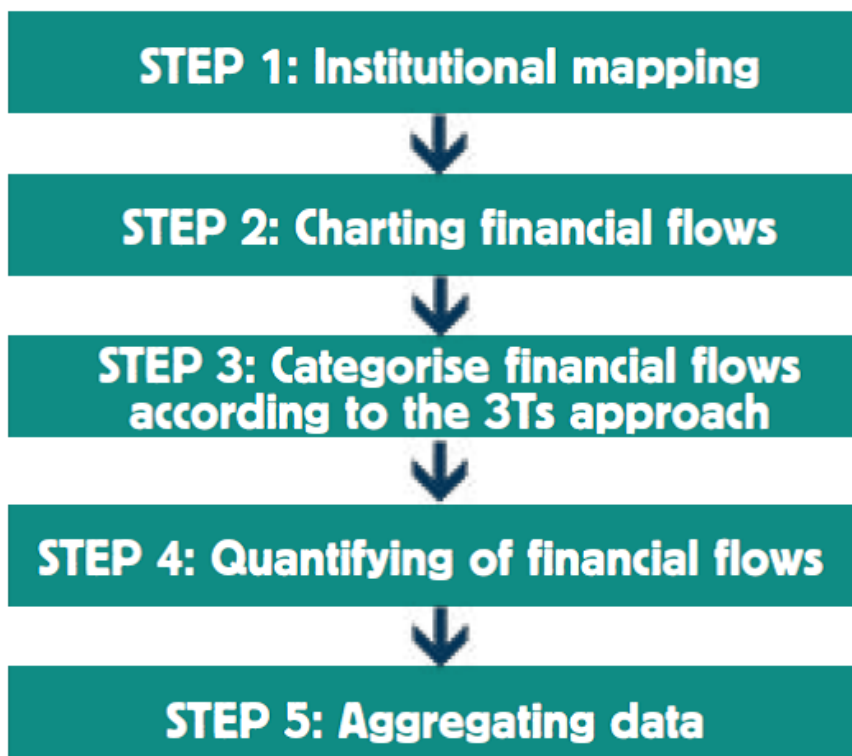 STEP 1: Institutional mapping
STEP 2: Charting financial flows
STEP 3: Categorise financial flows
according to the 3Ts approach
STEP 4: Quantifying of financial flows
STEP 5: Aggregating data